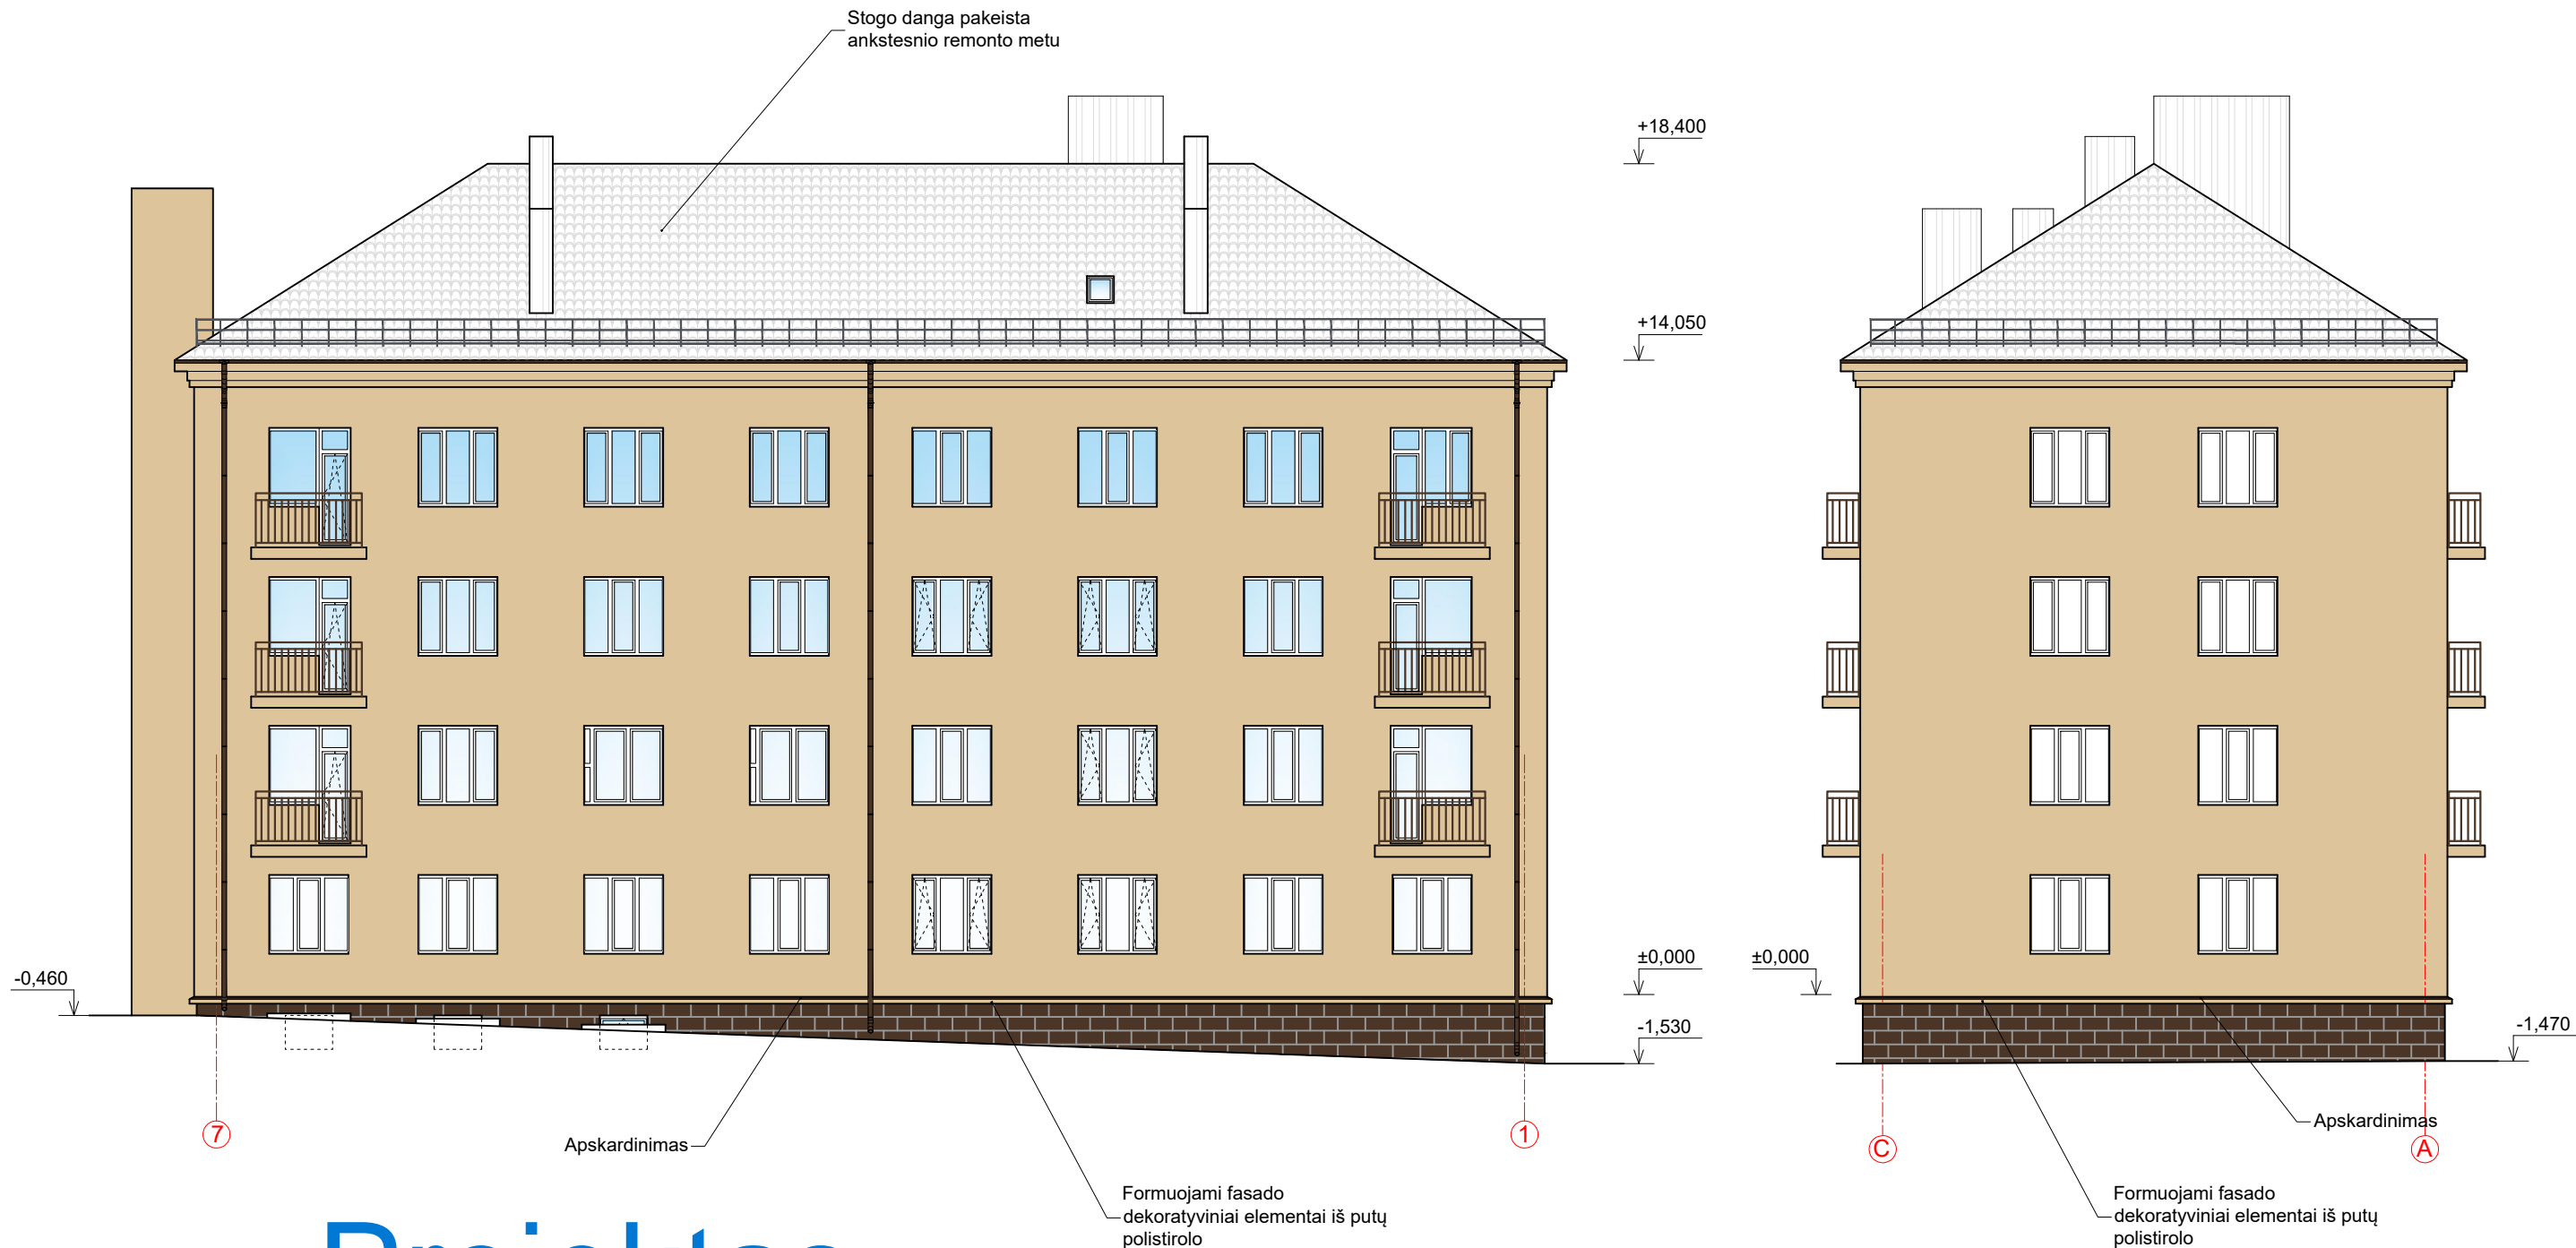 Stogo danga pakeista
ankstesnio remonto metu
+18,400
+14,050
±0,000
±0,000
-0,460
-1,530
-1,470
7
1
C
A
Apskardinimas
Apskardinimas
Formuojami fasado
dekoratyviniai elementai iš putų
polistirolo
Formuojami fasado
dekoratyviniai elementai iš putų
polistirolo
Projektas